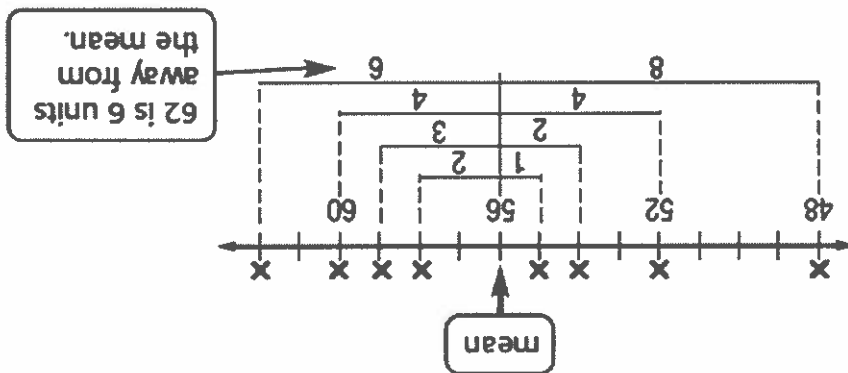 mean
x x x x x x x x
48 52 56 60
1 2
2 3
4 4
8 6
62 is 6 units
away from
the mean.